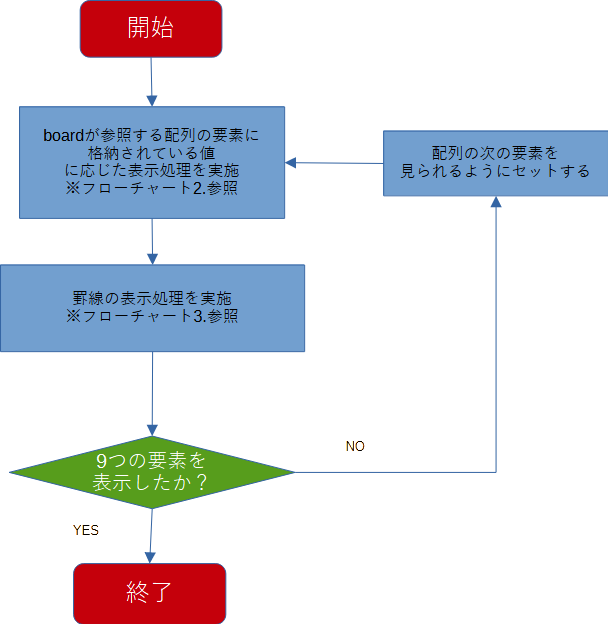 開始
boardが参照する配列の要素に
格納されている値
に応じた表示処理を実施
※フローチャート2.参照
配列の次の要素を
見られるようにセットする
罫線の表示処理を実施
※フローチャート3.参照
9つの要素を
表示したか？
NO
YES
終了